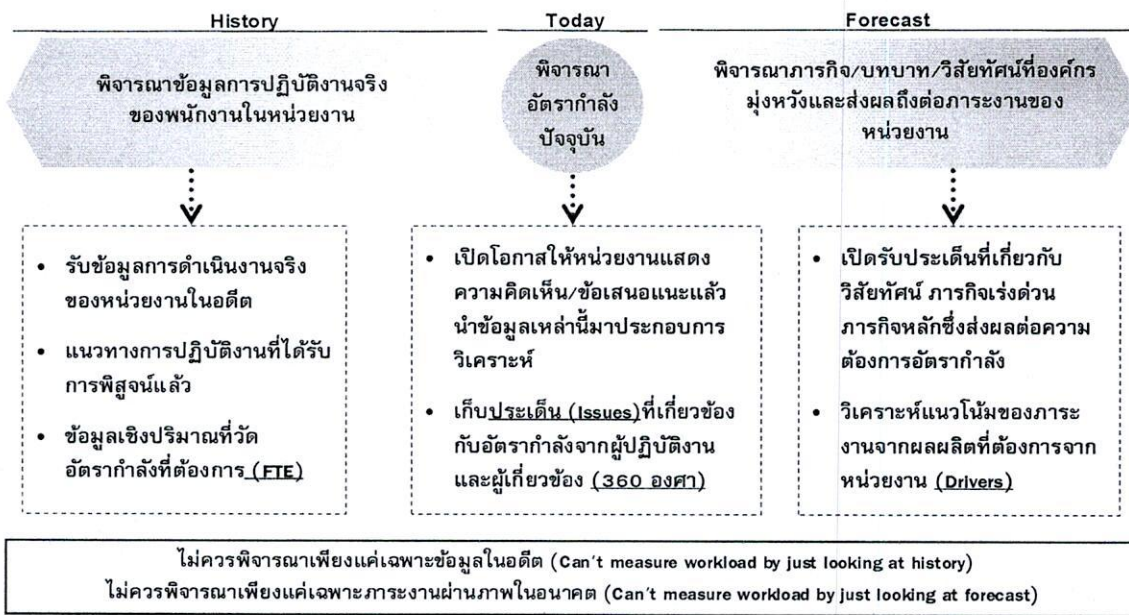 History
Today
Forecast
พิจารณาข้อมูลการปฏิบัติงานจริง
ของพนักงานในหน่วยงาน
พิจารณา
อัตรากำลัง
ปัจจุบัน
พิจารณาภารกิจ/บทบาท/วิสัยทัศน์ที่องค์กร
มุ่งหวังและส่งผลถึงต่อภาระงานของ
หน่วยงาน
• รับข้อมูลการดำเนินงานจริง
ของหน่วยงานในอดีต
• แนวทางการปฏิบัติงานที่ได้รับ
การพิสูจน์แล้ว
• ข้อมูลเชิงปริมาณที่วัด
อัตรากำลังที่ต้องการ (FTE)
• เปิดโอกาสให้หน่วยงานแสดง
ความคิดเห็น/ข้อเสนอแนะแล้ว
นำข้อมูลเหล่านี้มาประกอบการ
วิเคราะห์
• เก็บประเด็น (Issues)ที่เกี่ยวข้อง
กับอัตรากำลังจากผู้ปฏิบัติงาน
และผู้เกี่ยวข้อง (360 องศา)
• เปิดรับประเด็นที่เกี่ยวกับ
วิสัยทัศน์ ภารกิจเร่งด่วน
ภารกิจหลักซึ่งส่งผลต่อความ
ต้องการอัตรากำลัง
• วิเคราะห์แนวโน้มของภาระ
งานจากผลผลิตที่ต้องการจาก
หน่วยงาน (Drivers)
ไม่ควรพิจารณาเพียงแค่เฉพาะข้อมูลในอดีต (Can't measure workload by just looking at history)
ไม่ควรพิจารณาเพียงแค่เฉพาะภาระงานผ่านภาพในอนาคต (Can't measure workload by just looking at forecast)